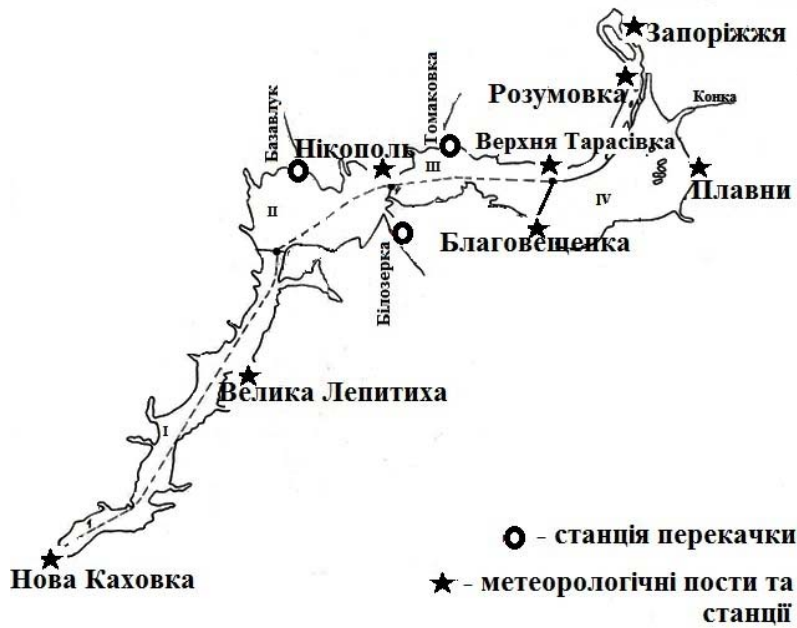 Запоріжжя
Розумовка
Конка
Базавлук
Томаковка
Нікополь
Верхня Тарасівка
III
Плавни
II
IV
Благовещенка
Білозерка
Велика Лепитиха
I
Нова Каховка
- станція перекачки
- метеорологічні пости та
станції